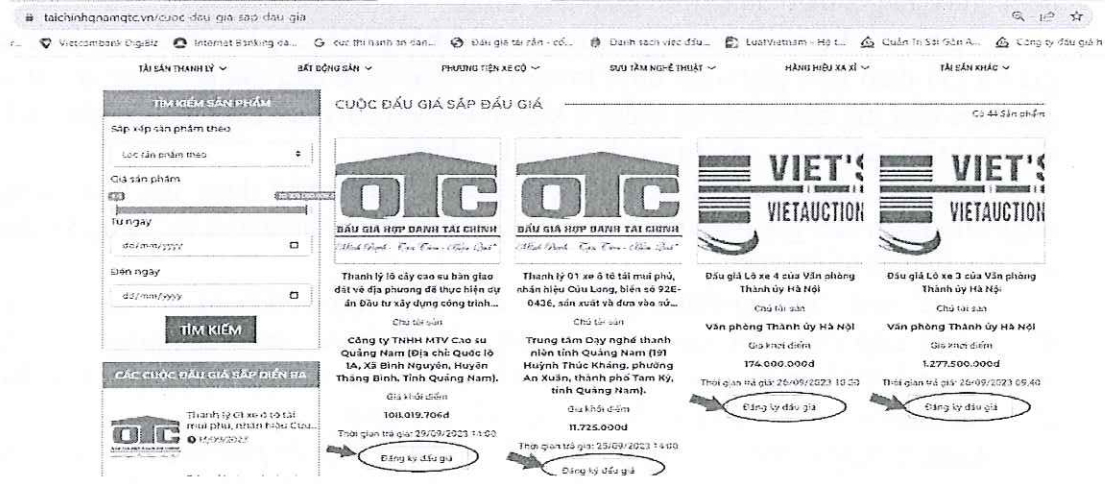 taichinhqnamqtc.vn/cuoc-dau-gia-sap-dau-gia
Vietcombank DigiBiz
Internet Banking
cục thi hành án dân...
Luatvietnam - Hệ t...
TÀI SẢN THANH LÝ
BẤT ĐỘNG SẢN
PHƯƠNG TIỆN XE CỘ
SƯU TẦM NGHỆ THUẬT
HÀNG HIỆU XA XỈ
TÀI SẢN KHÁC
TÌM KIẾM SẢN PHẨM
Sắp xếp sản phẩm theo
Lọc sản phẩm theo
Giá sản phẩm
Từ ngày
dd/mm/yyyy
Đến ngày
dd/mm/yyyy
TÌM KIẾM
CÁC CUỘC ĐẤU GIÁ SẮP DIỄN RA
Thanh lý 01 xe ô tô tải
mui phủ, nhãn hiệu Cửu...
CUỘC ĐẤU GIÁ SẮP ĐẤU GIÁ
Có 44 Sản phẩm
QTC
ĐẤU GIÁ HỢP DANH TÀI CHÍNH
Thanh lý lô cây cao su bàn giao
đất về địa phương để thực hiện dự
án Đầu tư xây dựng công trình...
Chủ tài sản
Công ty TNHH MTV Cao su
Quảng Nam (Địa chỉ: Quốc lộ
1A, Xã Bình Nguyên, Huyện
Thăng Bình, Tỉnh Quảng Nam).
Giá khởi điểm
108.019.706đ
Thời gian trả giá: 29/09/2023 14:00
Đăng ký đấu giá
QTC
ĐẤU GIÁ HỢP DANH TÀI CHÍNH
Thanh lý 01 xe ô tô tải mui phủ,
nhãn hiệu Cửu Long, biển số 92E-
0436, sản xuất và đưa vào sử...
Chủ tài sản
Trung tâm Dạy nghề thanh
niên tỉnh Quảng Nam (191
Huỳnh Thúc Kháng, phường
An Xuân, thành phố Tam Kỳ,
tỉnh Quảng Nam).
Giá khởi điểm
11.725.000đ
Thời gian trả giá: 25/09/2023 14:00
Đăng ký đấu giá
VIET'S
VIETAUCTION
Đấu giá Lô xe 4 của Văn phòng
Thành ủy Hà Nội
Chủ tài sản
Văn phòng Thành ủy Hà Nội
Giá khởi điểm
174.000.000đ
Thời gian trả giá: 26/09/2023 10:20
Đăng ký đấu giá
VIET'S
VIETAUCTION
Đấu giá Lô xe 3 của Văn phòng
Thành ủy Hà Nội
Chủ tài sản
Văn phòng Thành ủy Hà Nội
Giá khởi điểm
1.277.500.000đ
Thời gian trả giá: 26/09/2023 09:40
Đăng ký đấu giá